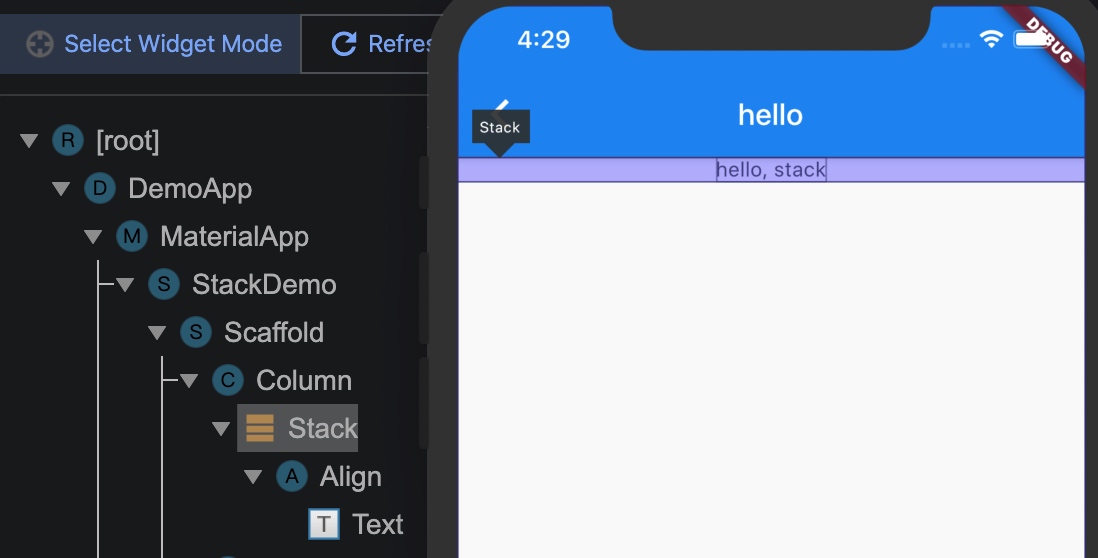 Select Widget Mode
Refres
R [root]
D DemoApp
M MaterialApp
S StackDemo
S Scaffold
C Column
Stack
A Align
T Text
4:29
DEBUG
hello
Stack
hello, stack